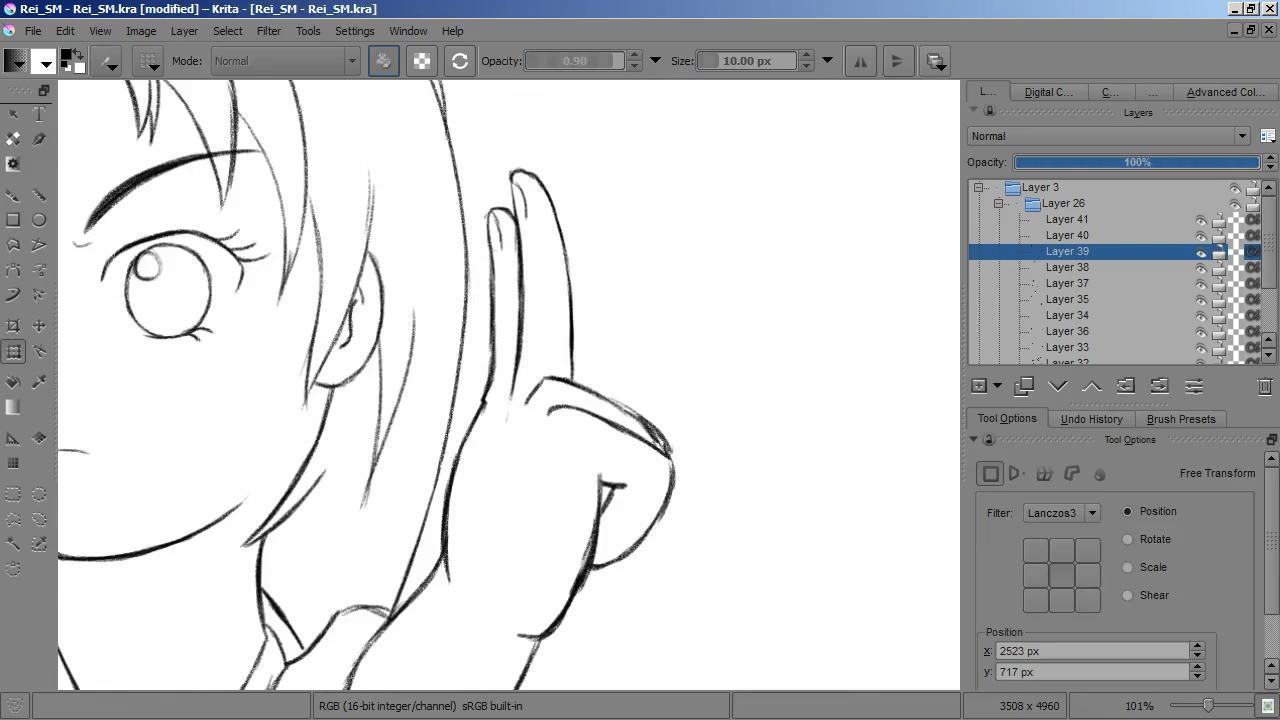 Rei_SM - Rei_SM.kra [modified] – Krita - [Rei_SM - Rei_SM.kra]
File Edit View Image Layer Select Filter Tools Settings Window Help
Mode: Normal Opacity: 0.90 Size: 10.00 px
L... Digital C... C... ... Advanced Col...
Layers
Normal
Opacity: 100%
Layer 3
Layer 26
Layer 41
Layer 40
Layer 39
Layer 38
Layer 37
Layer 35
Layer 34
Layer 36
Layer 33
Layer 32
Tool Options Undo History Brush Presets
Tool Options
Free Transform
Filter: Lanczos3 Position
Rotate
Scale
Shear
Position
x: 2523 px
y: 717 px
RGB (16-bit integer/channel) sRGB built-in 3508 x 4960 101%